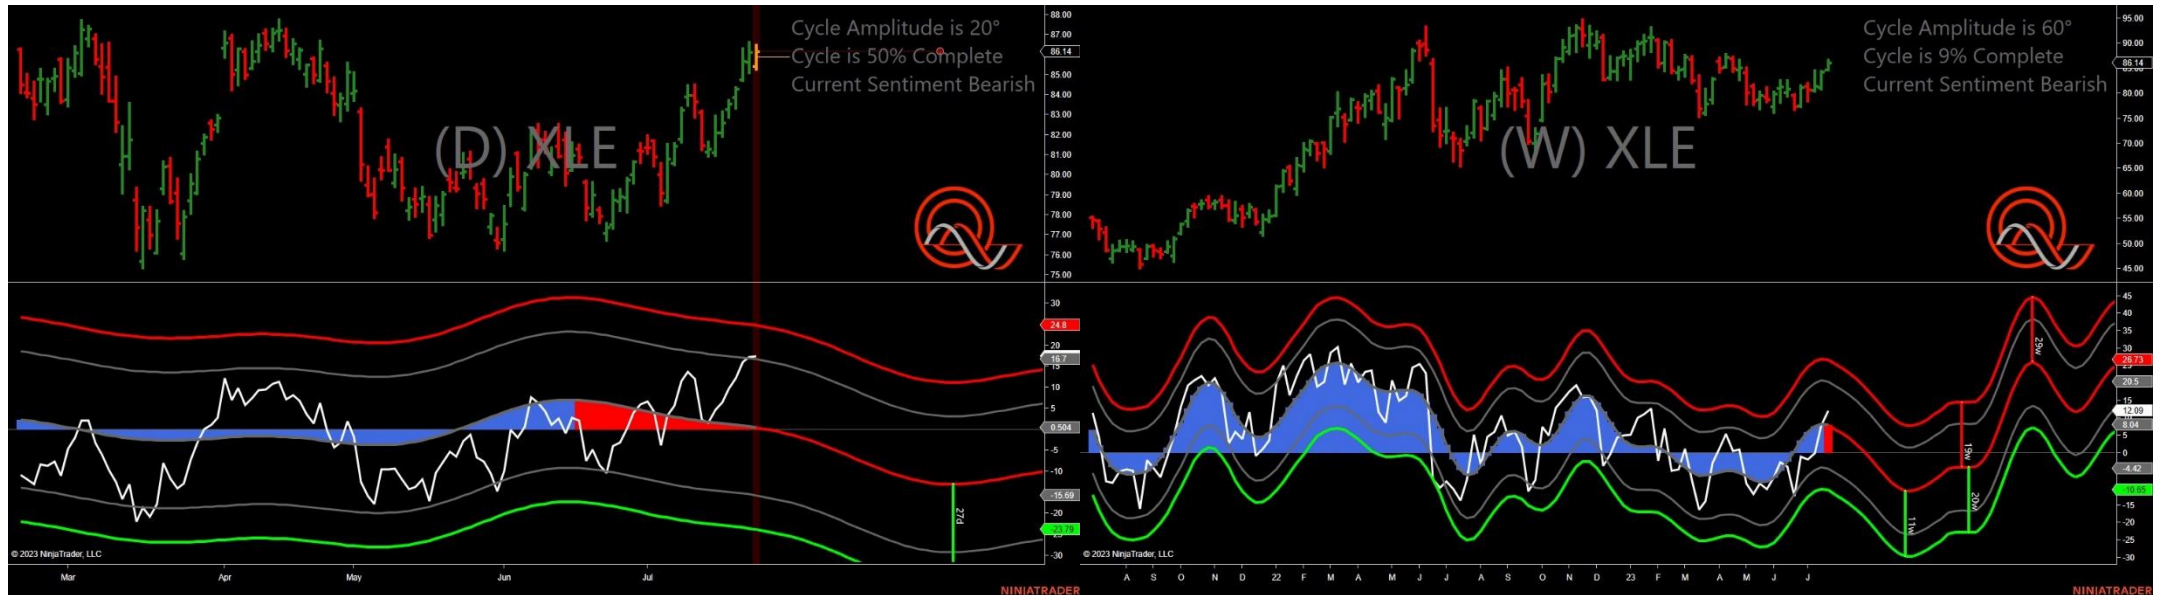 Cycle Amplitude is 20°
Cycle is 50% Complete
Current Sentiment Bearish
(D) XLE
88.00
87.00
86.14
85.00
84.00
83.00
82.00
81.00
80.00
79.00
78.00
77.00
76.00
75.00
30
24.8
20
16.7
15
10
5
0.504
-5
-10
-15.69
-20
-23.79
-30
27d
© 2023 NinjaTrader, LLC
Mar Apr May Jun Jul
NINJATRADER
Cycle Amplitude is 60°
Cycle is 9% Complete
Current Sentiment Bearish
(W) XLE
95.00
90.00
86.14
80.00
75.00
70.00
65.00
60.00
55.00
50.00
45.00
45
40
35
30
26.73
20.5
15
12.09
8.04
5
0
-4.42
-10.65
-15
-20
-25
-30
11w
19w
20w
29w
© 2023 NinjaTrader, LLC
A S O N D 22 F M A M J J A S O N D 23 F M A M J J
NINJATRADER